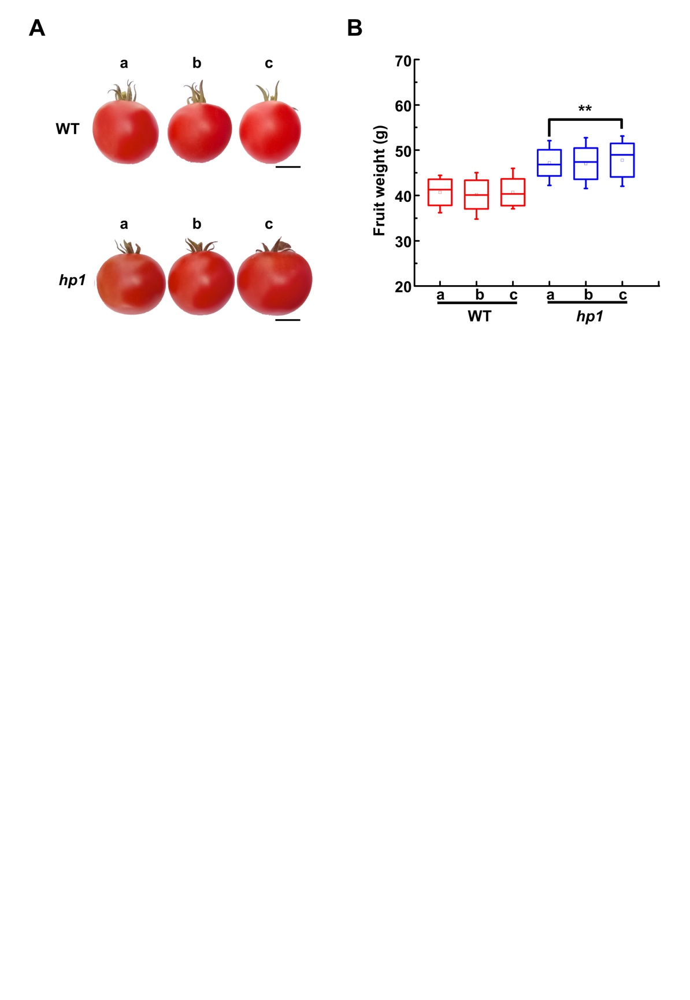 A
a b c
WT
a b c
hp1
B
70
60
50
40
30
20
Fruit weight (g)
**
a b c a b c
WT hp1